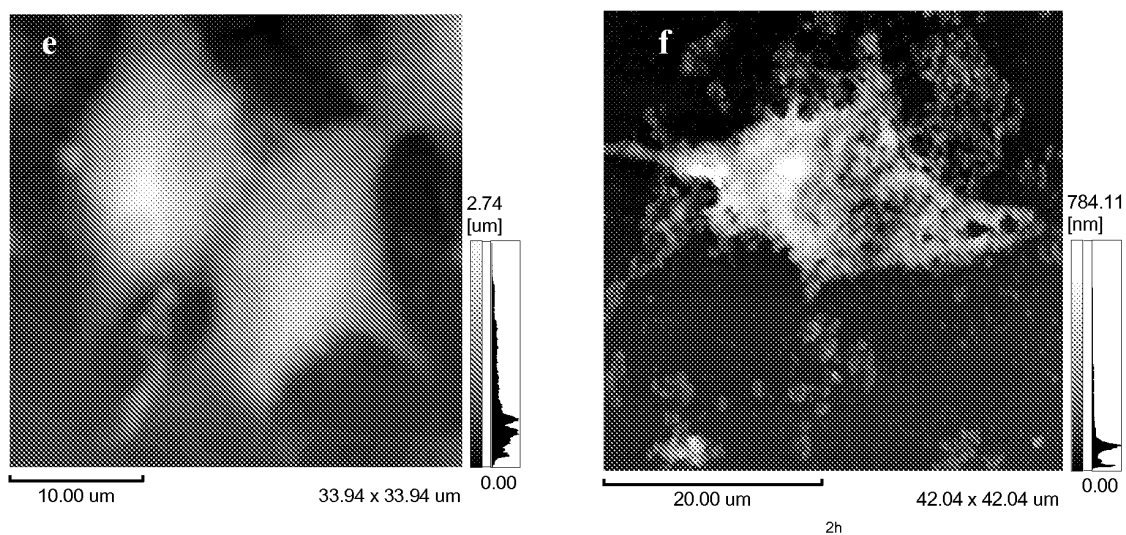 e
2.74
[um]
0.00
10.00 um
33.94 x 33.94 um
f
784.11
[nm]
0.00
20.00 um
42.04 x 42.04 um
2h